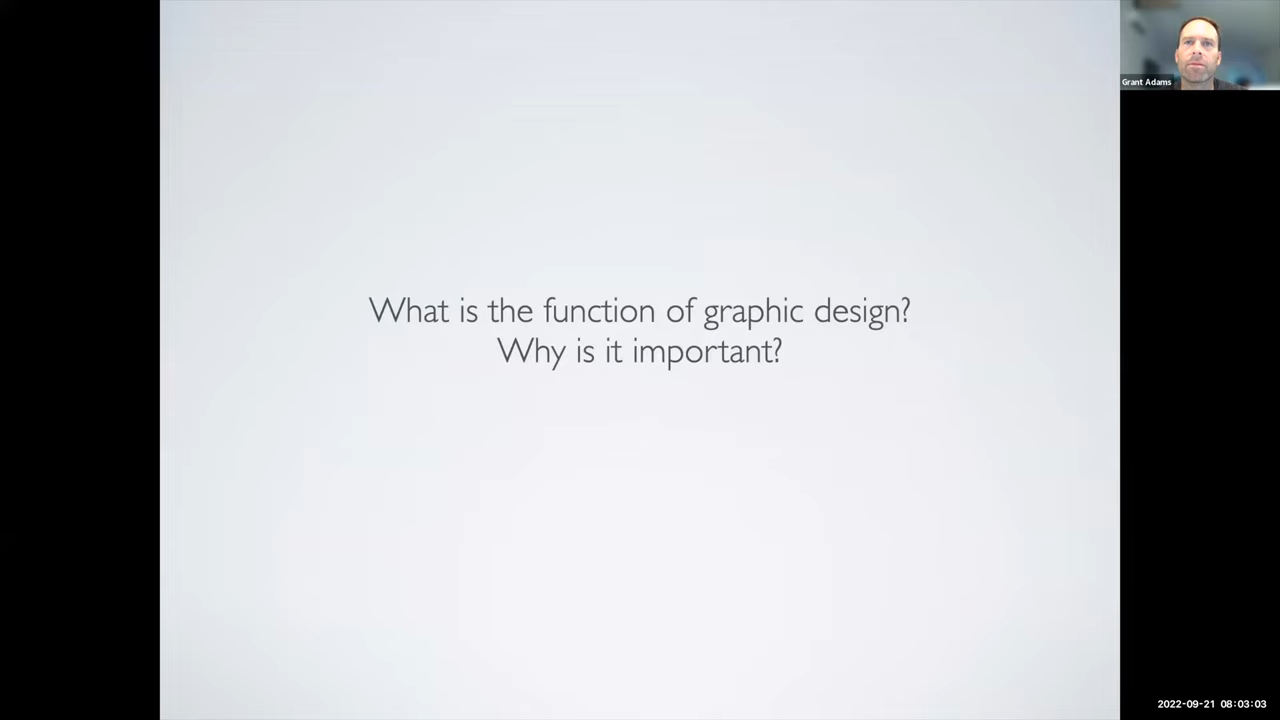 Grant Adams
What is the function of graphic design?
Why is it important?
2022-09-21 08:03:03